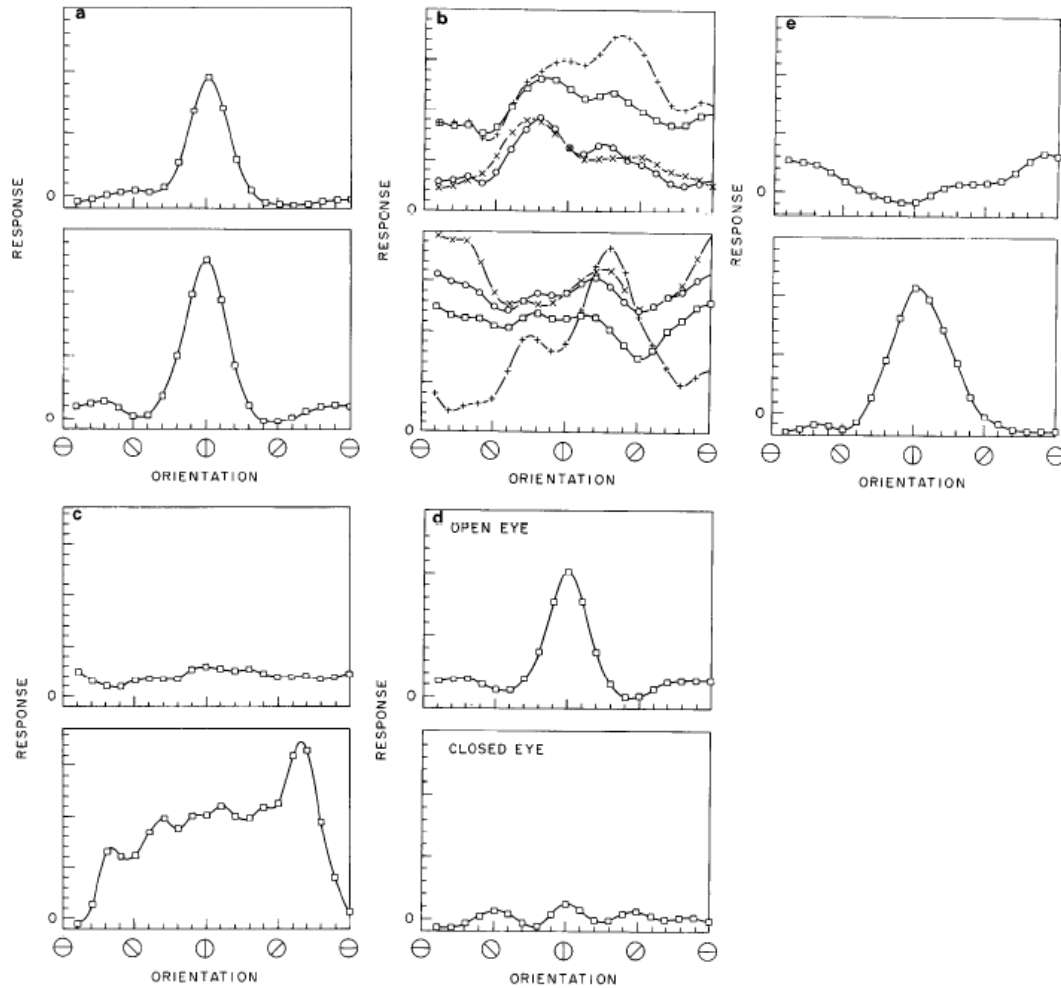 a
RESPONSE
0
RESPONSE
0
ORIENTATION
b
0
0
ORIENTATION
e
RESPONSE
0
0
ORIENTATION
c
RESPONSE
0
0
ORIENTATION
d
OPEN EYE
RESPONSE
0
CLOSED EYE
0
ORIENTATION